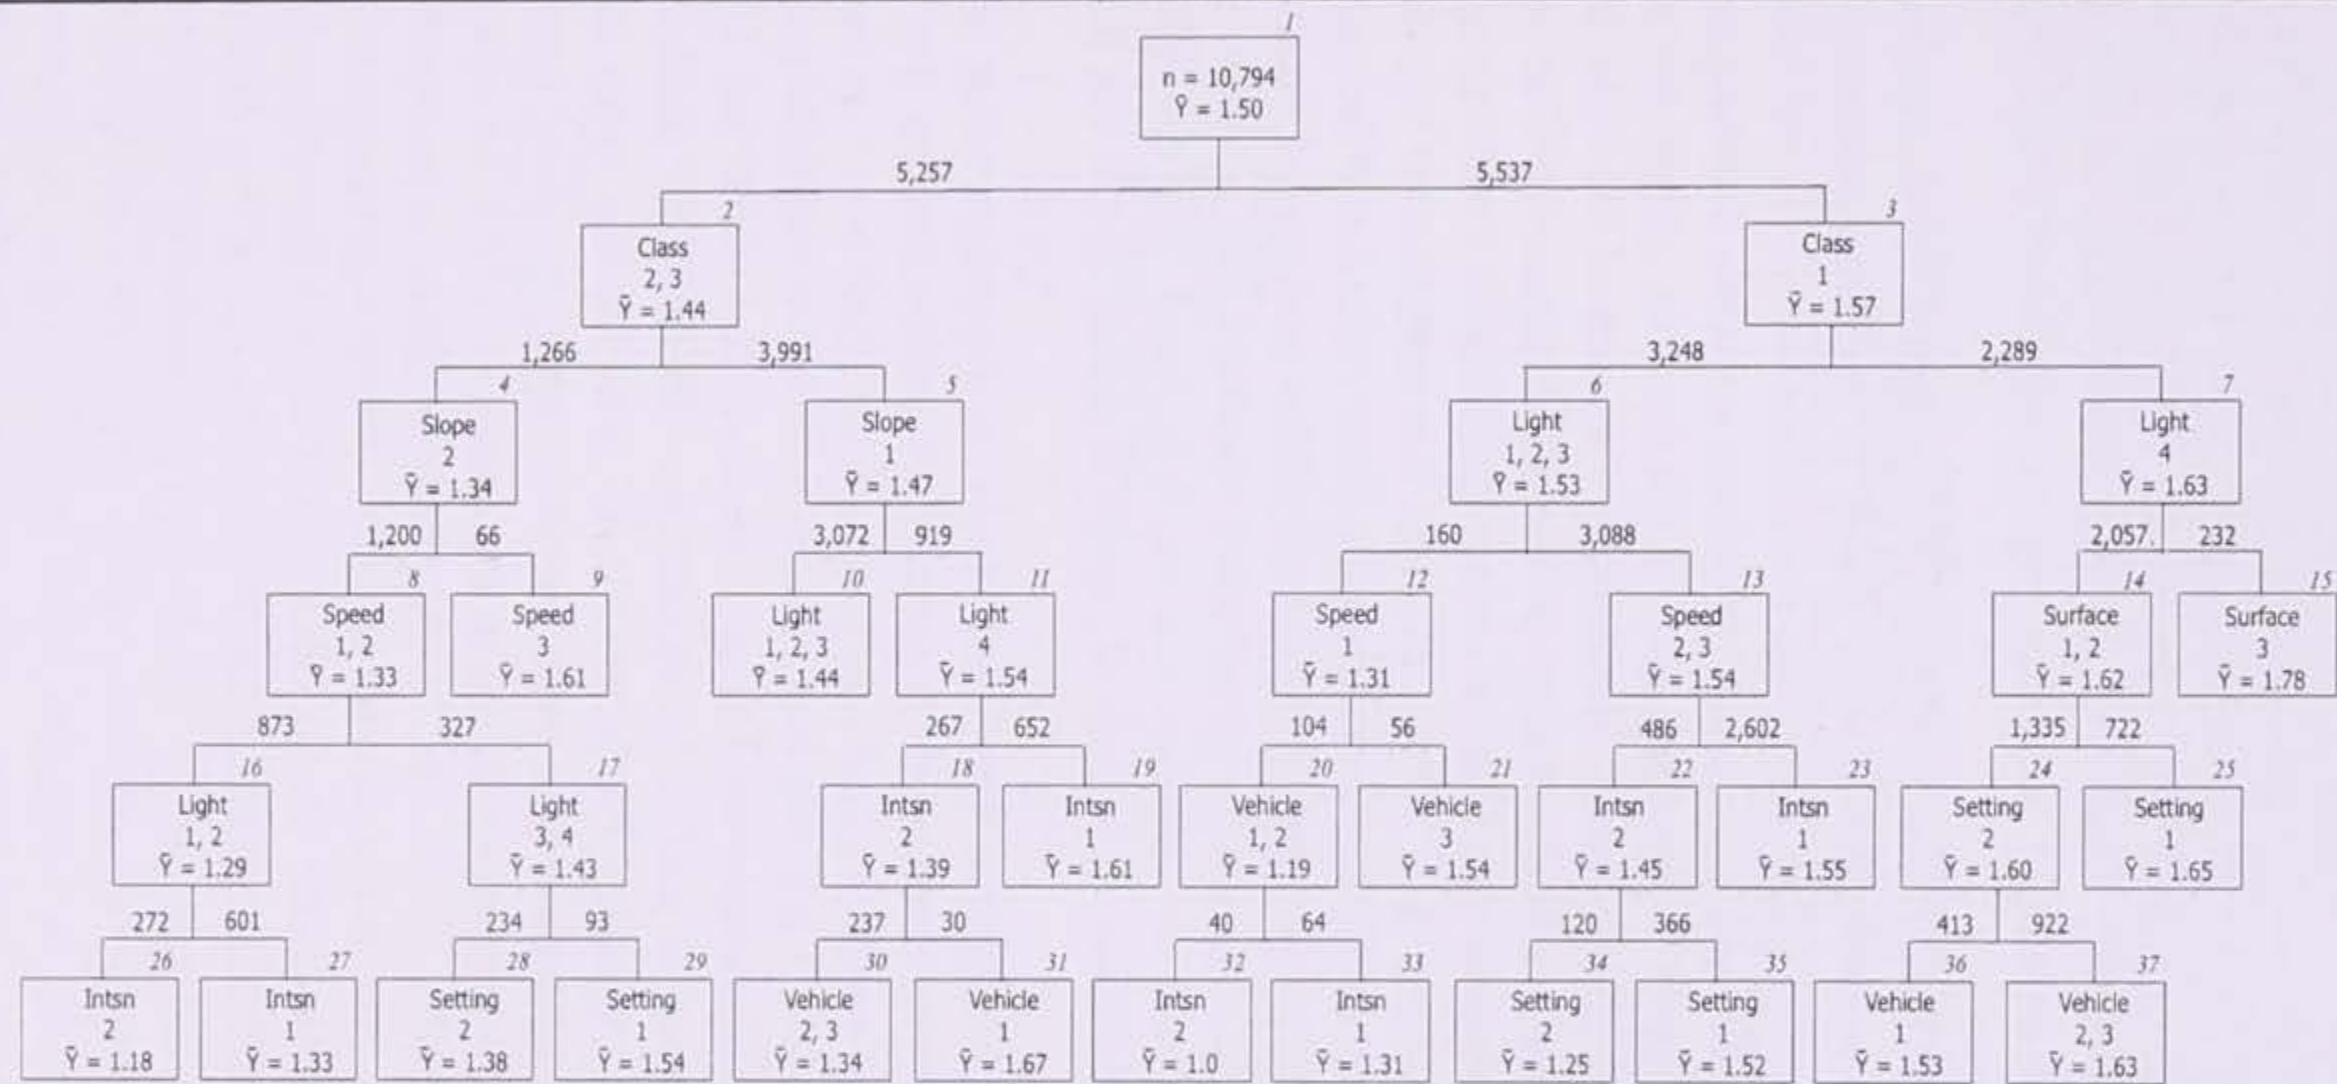 1
n = 10,794
Ȳ = 1.50
5,257
5,537
2
Class
2, 3
Ȳ = 1.44
3
Class
1
Ȳ = 1.57
1,266
3,991
3,248
2,289
4
Slope
2
Ȳ = 1.34
5
Slope
1
Ȳ = 1.47
6
Light
1, 2, 3
Ȳ = 1.53
7
Light
4
Ȳ = 1.63
1,200
66
3,072
919
160
3,088
2,057
232
8
Speed
1, 2
Ȳ = 1.33
9
Speed
3
Ȳ = 1.61
10
Light
1, 2, 3
Ȳ = 1.44
11
Light
4
Ȳ = 1.54
12
Speed
1
Ȳ = 1.31
13
Speed
2, 3
Ȳ = 1.54
14
Surface
1, 2
Ȳ = 1.62
15
Surface
3
Ȳ = 1.78
873
327
267
652
104
56
486
2,602
1,335
722
16
Light
1, 2
Ȳ = 1.29
17
Light
3, 4
Ȳ = 1.43
18
Intsn
2
Ȳ = 1.39
19
Intsn
1
Ȳ = 1.61
20
Vehicle
1, 2
Ȳ = 1.19
21
Vehicle
3
Ȳ = 1.54
22
Intsn
2
Ȳ = 1.45
23
Intsn
1
Ȳ = 1.55
24
Setting
2
Ȳ = 1.60
25
Setting
1
Ȳ = 1.65
272
601
234
93
237
30
40
64
120
366
413
922
26
Intsn
2
Ȳ = 1.18
27
Intsn
1
Ȳ = 1.33
28
Setting
2
Ȳ = 1.38
29
Setting
1
Ȳ = 1.54
30
Vehicle
2, 3
Ȳ = 1.34
31
Vehicle
1
Ȳ = 1.67
32
Intsn
2
Ȳ = 1.0
33
Intsn
1
Ȳ = 1.31
34
Setting
2
Ȳ = 1.25
35
Setting
1
Ȳ = 1.52
36
Vehicle
1
Ȳ = 1.53
37
Vehicle
2, 3
Ȳ = 1.63